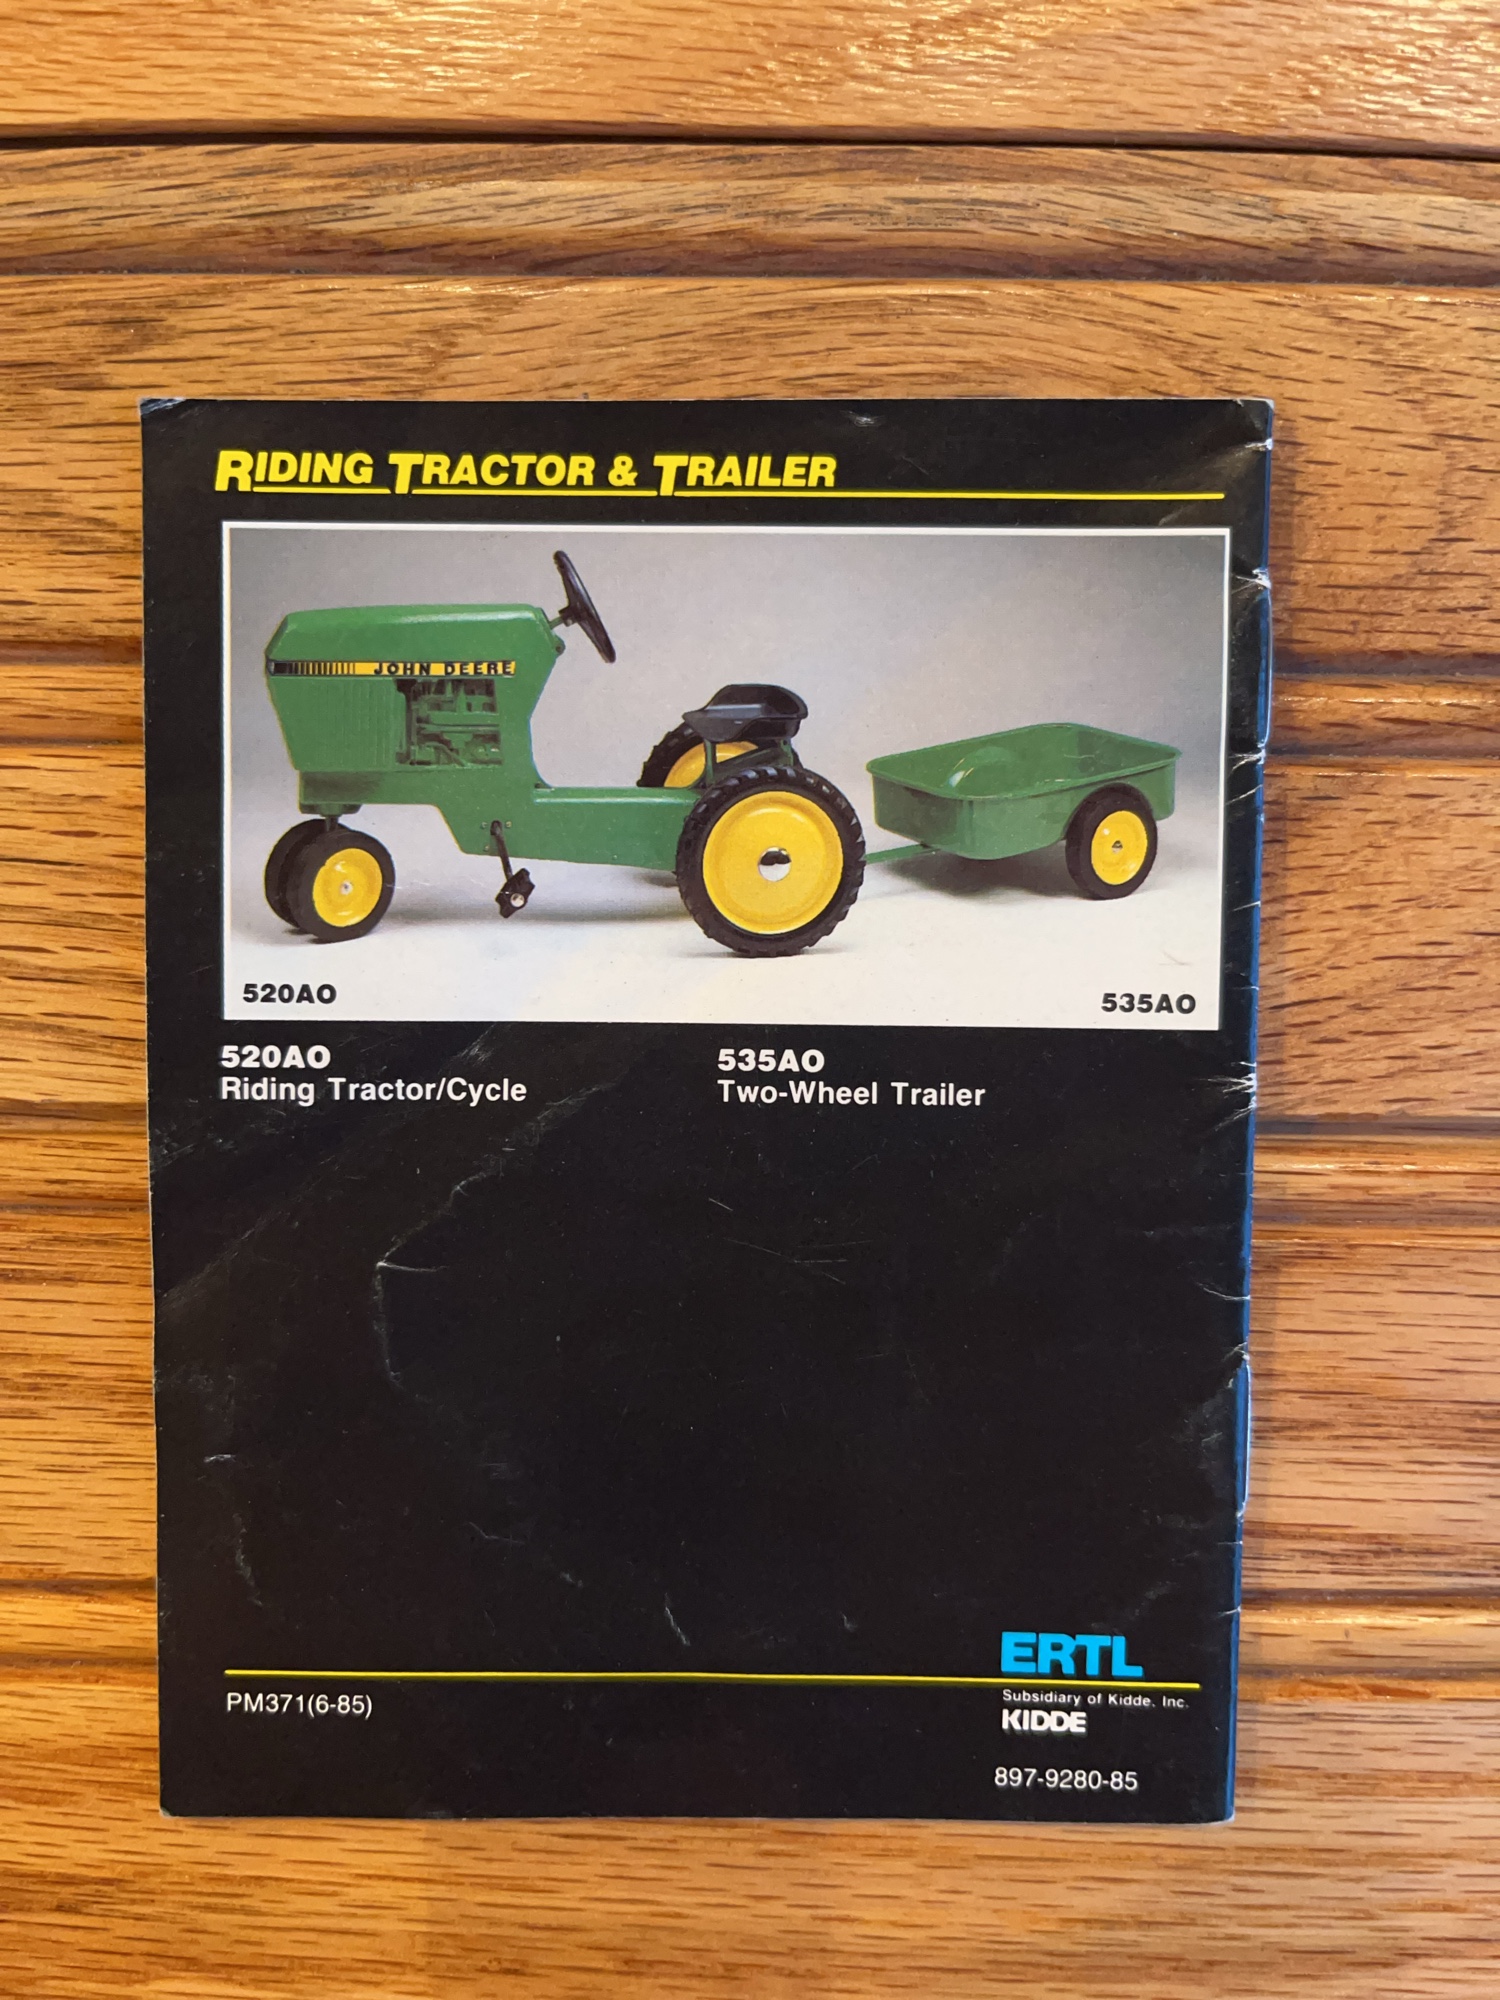 RIDING TRACTOR & TRAILER
JOHN DEERE
520AO
535AO
520AO
Riding Tractor/Cycle
535AO
Two-Wheel Trailer
ERTL
Subsidiary of Kidde, Inc.
KIDDE
PM371(6-85)
897-9280-85